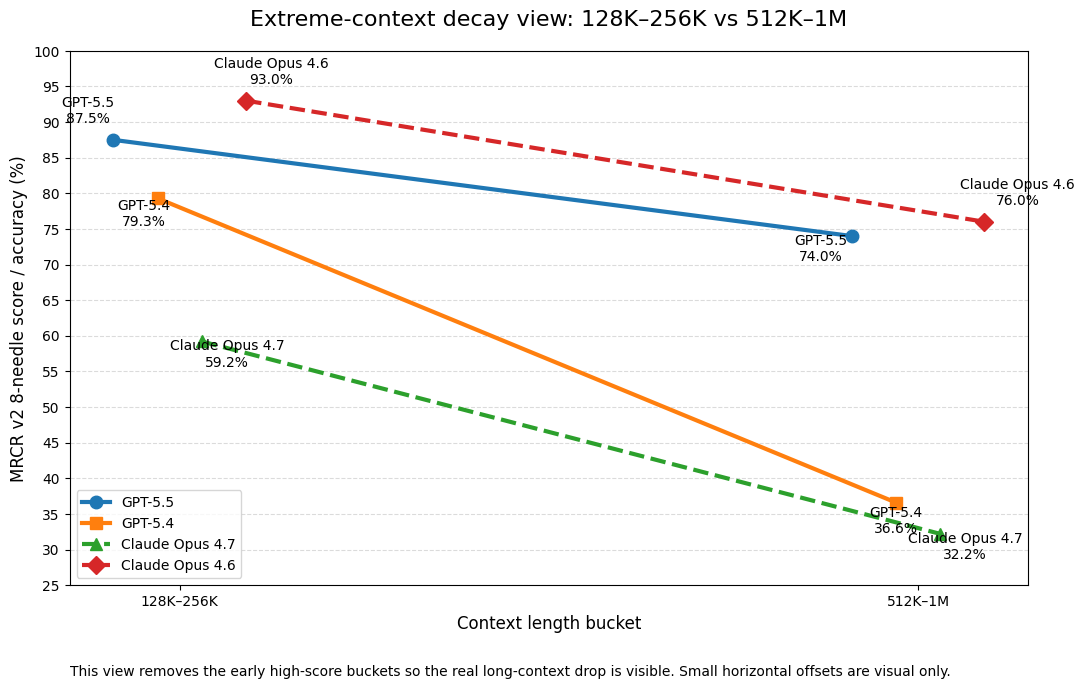 Extreme-context decay view: 128K–256K vs 512K–1M
MRCR v2 8-needle score / accuracy (%)
100
95
90
85
80
75
70
65
60
55
50
45
40
35
30
25
Claude Opus 4.6
93.0%
GPT-5.5
87.5%
GPT-5.4
79.3%
Claude Opus 4.7
59.2%
Claude Opus 4.6
76.0%
GPT-5.5
74.0%
GPT-5.4
36.6%
Claude Opus 4.7
32.2%
GPT-5.5
GPT-5.4
Claude Opus 4.7
Claude Opus 4.6
128K–256K
512K–1M
Context length bucket
This view removes the early high-score buckets so the real long-context drop is visible. Small horizontal offsets are visual only.